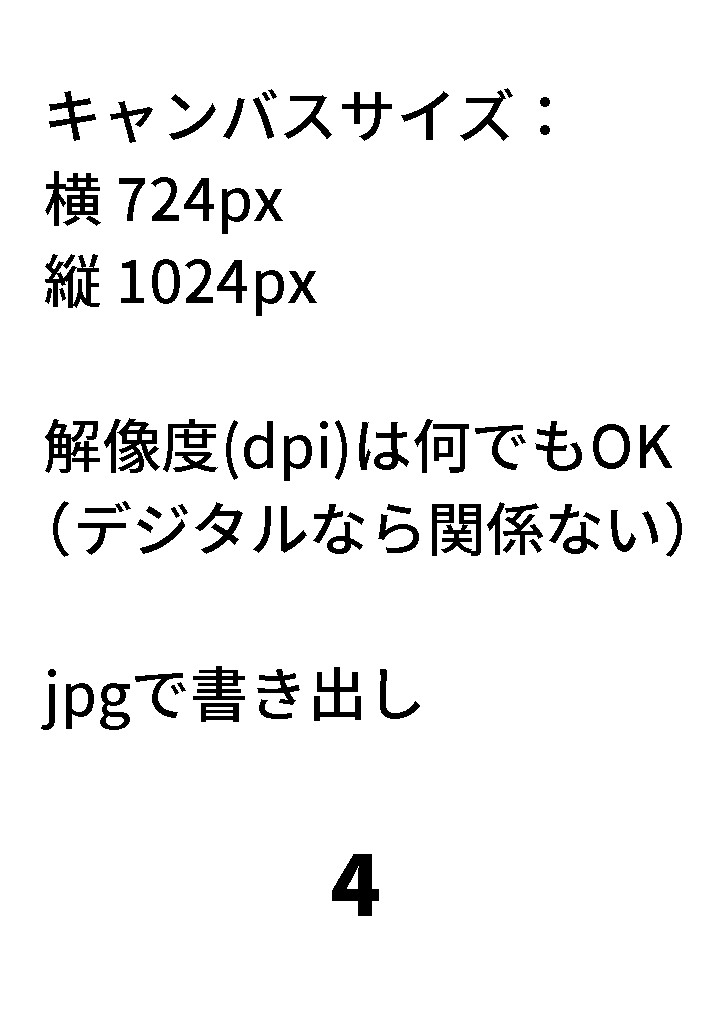 キャンバスサイズ：
横 724px
縦 1024px
解像度(dpi)は何でもOK
（デジタルなら関係ない）
jpgで書き出し
4